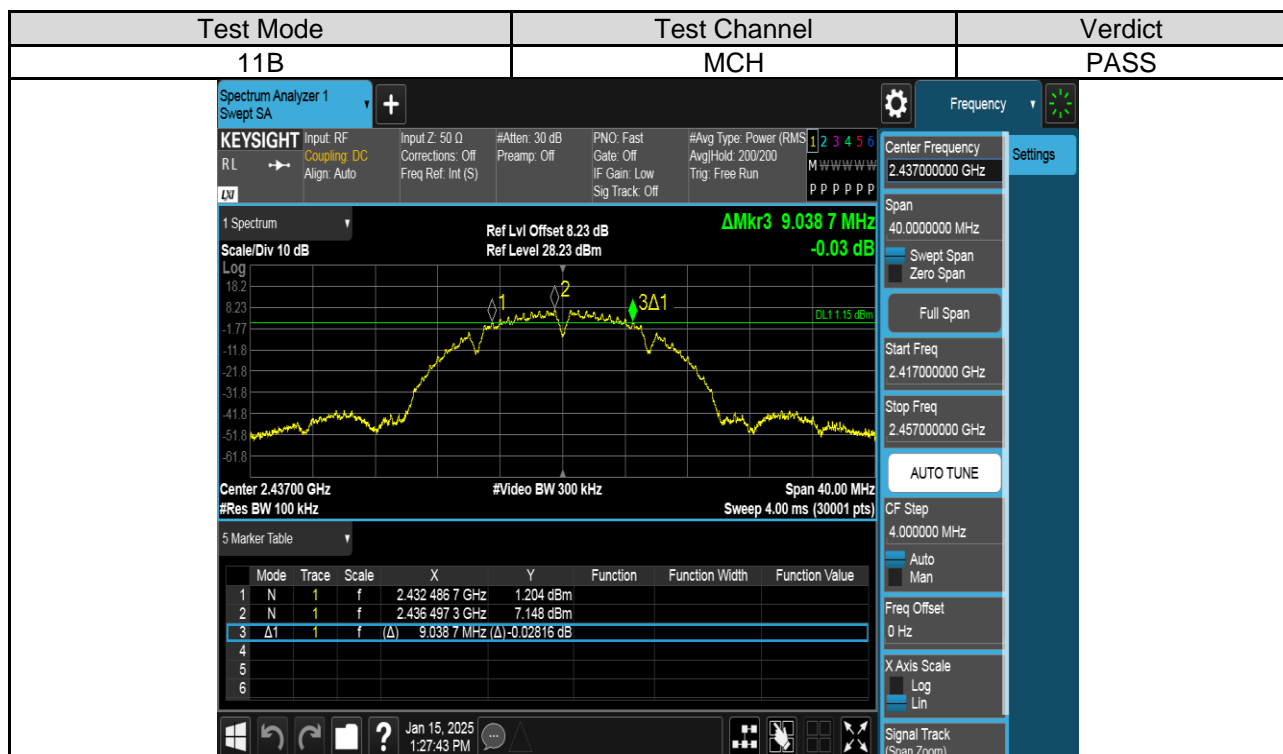 Test Mode Test Channel Verdict
11B MCH PASS
Spectrum Analyzer 1
Swept SA
+
Frequency
KEYSIGHT Input: RF Input Z: 50 Ω #Atten: 30 dB PNO: Fast #Avg Type: Power (RMS 1 2 3 4 5 6
RL Coupling: DC Corrections: Off Preamp: Off Gate: Off Avg|Hold: 200/200 M W W W W W
Align: Auto Freq Ref: Int (S) IF Gain: Low Trig: Free Run
LXI Sig Track: Off P P P P P P
Center Frequency
2.437000000 GHz
Settings
Span
40.0000000 MHz
Swept Span
Zero Span
Full Span
Start Freq
2.417000000 GHz
Stop Freq
2.457000000 GHz
AUTO TUNE
CF Step
4.000000 MHz
Auto
Man
Freq Offset
0 Hz
X Axis Scale
Log
Lin
Signal Track
(Span Zoom)
1 Spectrum Ref Lvl Offset 8.23 dB ΔMkr3 9.038 7 MHz
Scale/Div 10 dB Ref Level 28.23 dBm -0.03 dB
Log
18.2
8.23
-1.77
-11.8
-21.8
-31.8
-41.8
-51.8
-61.8
1 2 3Δ1
DL1 1.15 dBm
Center 2.43700 GHz #Video BW 300 kHz Span 40.00 MHz
#Res BW 100 kHz Sweep 4.00 ms (30001 pts)
5 Marker Table
Mode Trace Scale X Y Function Function Width Function Value
1 N 1 f 2.432 486 7 GHz 1.204 dBm
2 N 1 f 2.436 497 3 GHz 7.148 dBm
3 Δ1 1 f (Δ) 9.038 7 MHz (Δ) -0.02816 dB
4
5
6
? Jan 15, 2025
1:27:43 PM